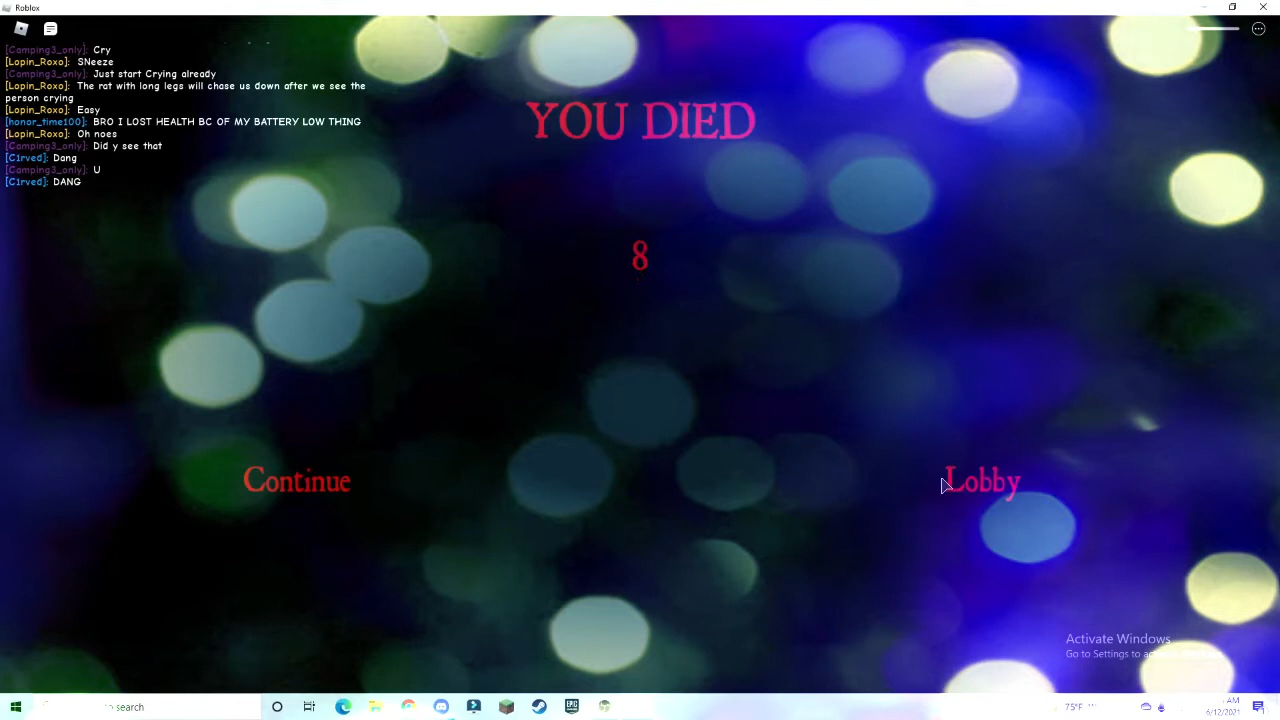 Roblox
[Camping3_only]: Cry
[Lopin_Roxo]: SNeeze
[Camping3_only]: Just start Crying already
[Lopin_Roxo]: The rat with long legs will chase us down after we see the
person crying
[Lopin_Roxo]: Easy
[honor_time100]: BRO I LOST HEALTH BC OF MY BATTERY LOW THING
[Lopin_Roxo]: Oh noes
[Camping3_only]: Did y see that
[C1rved]: Dang
[Camping3_only]: U
[C1rved]: DANG
YOU DIED
8
Continue
Lobby
Activate Windows
Go to Settings to
search
EPIC
75°F
AM
6/12/2021